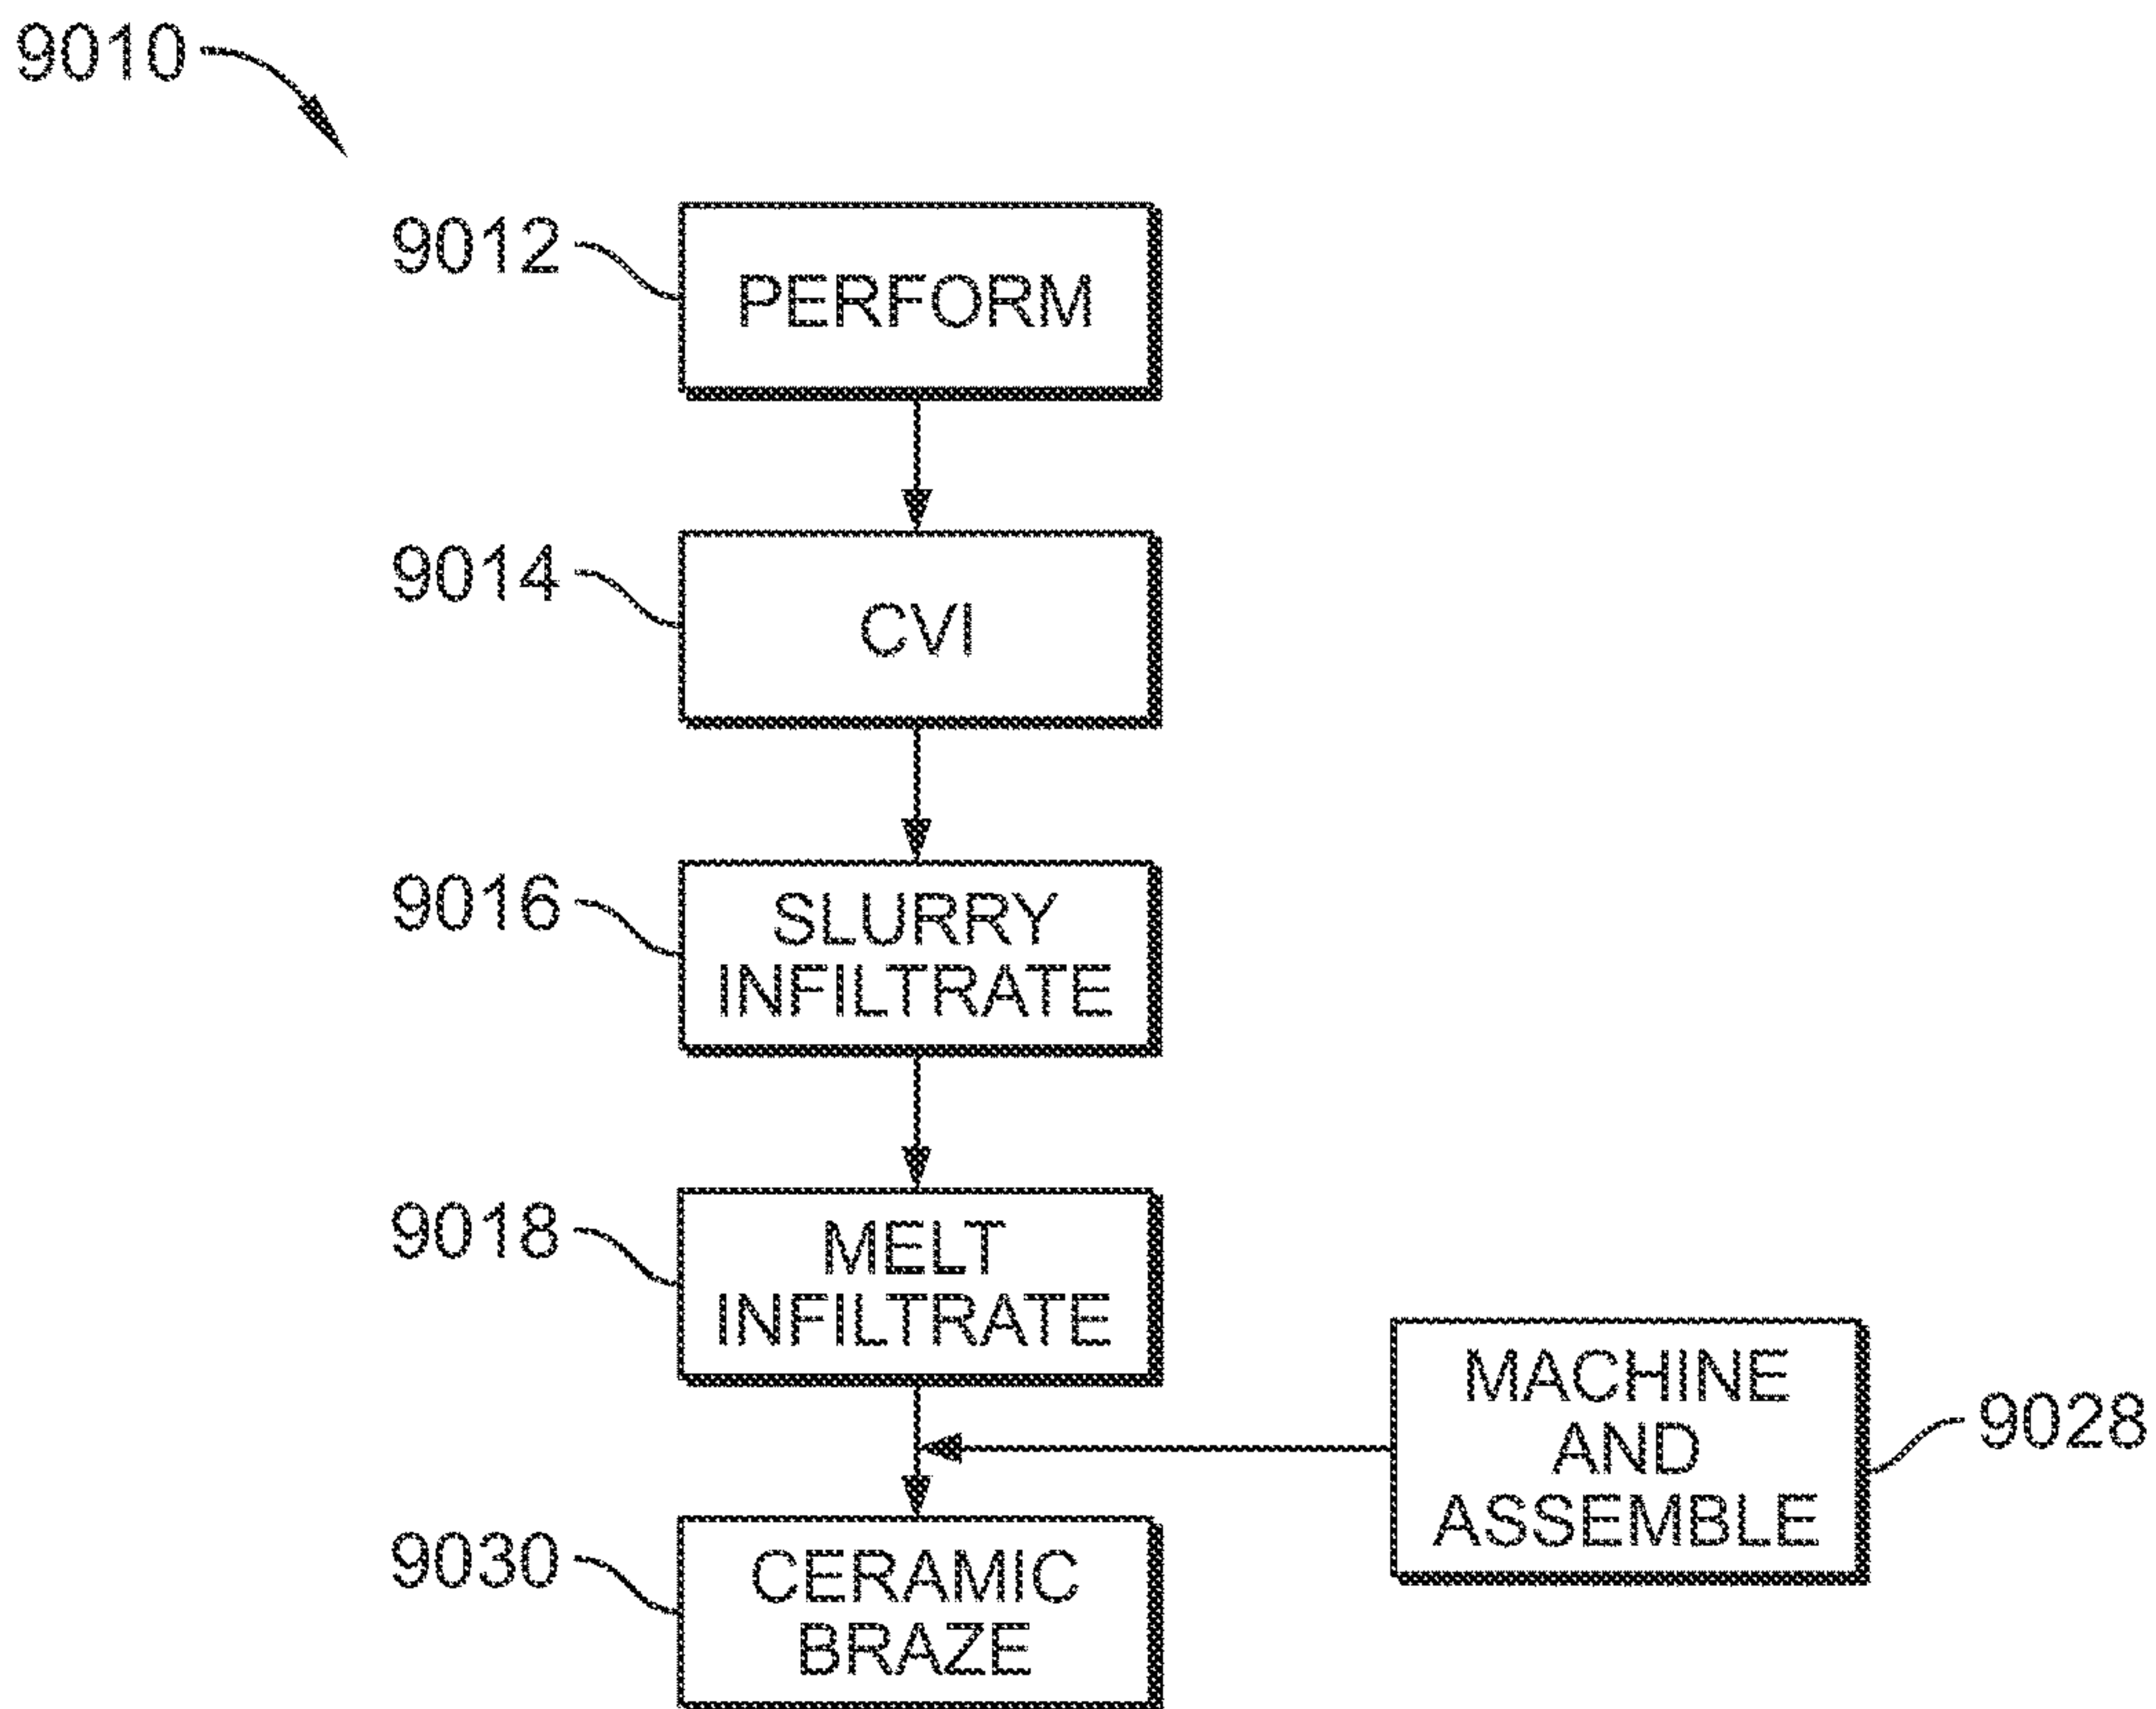 9010
9012
PERFORM
9014
CVI
9016
SLURRY
INFILTRATE
9018
MELT
INFILTRATE
MACHINE
AND
ASSEMBLE
9028
9030
CERAMIC
BRAZE